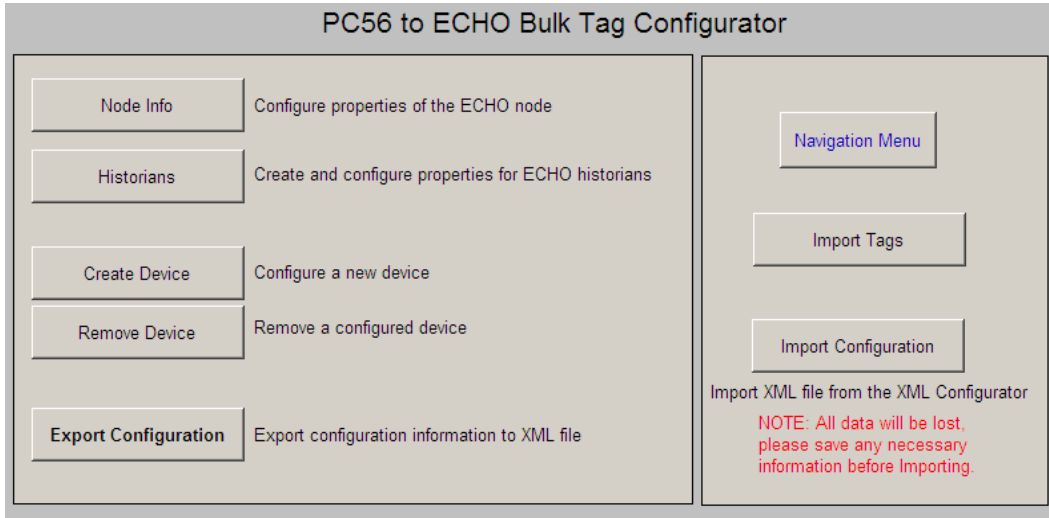 PC56 to ECHO Bulk Tag Configurator
Node Info
Configure properties of the ECHO node
Historians
Create and configure properties for ECHO historians
Create Device
Configure a new device
Remove Device
Remove a configured device
Export Configuration
Export configuration information to XML file
Navigation Menu
Import Tags
Import Configuration
Import XML file from the XML Configurator
NOTE: All data will be lost,
please save any necessary
information before Importing.